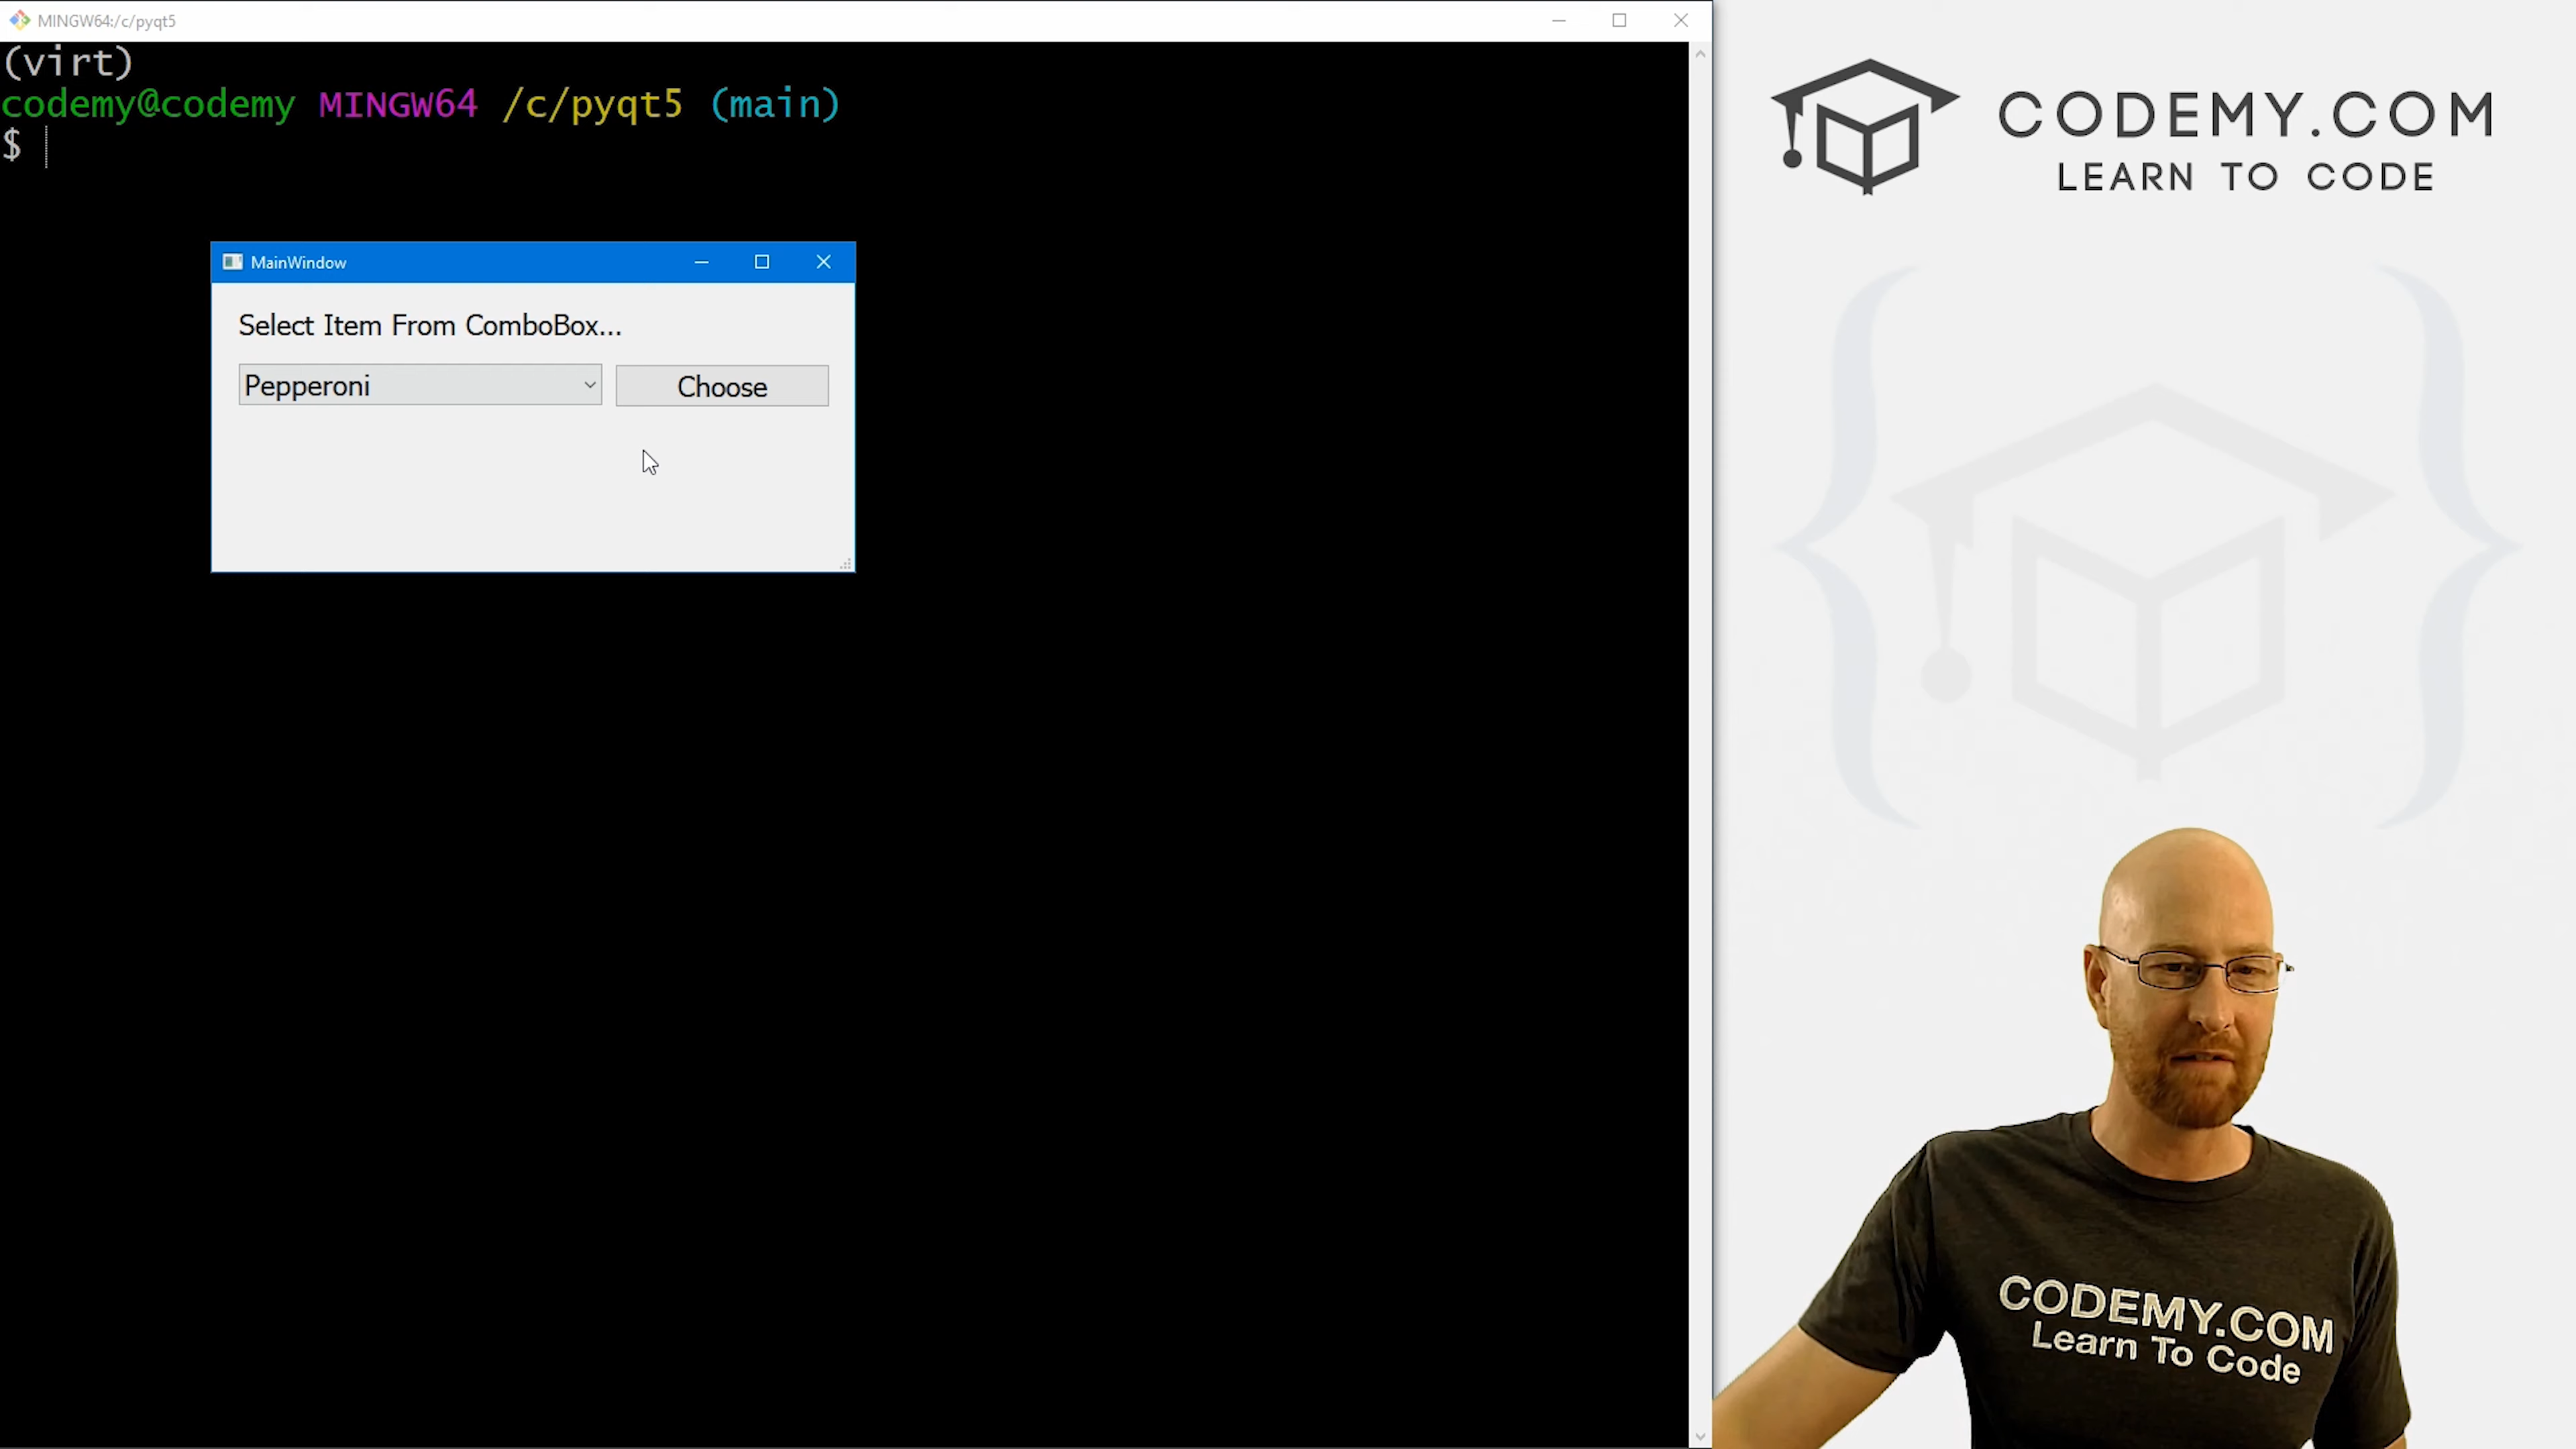 MINGW64:/c/pyqt5
(virt)
codemy@codemy MINGW64 /c/pyqt5 (main)
$
MainWindow
Select Item From ComboBox...
Pepperoni
Choose
CODEMY.COM
LEARN TO CODE
CODEMY.COM
Learn To Code